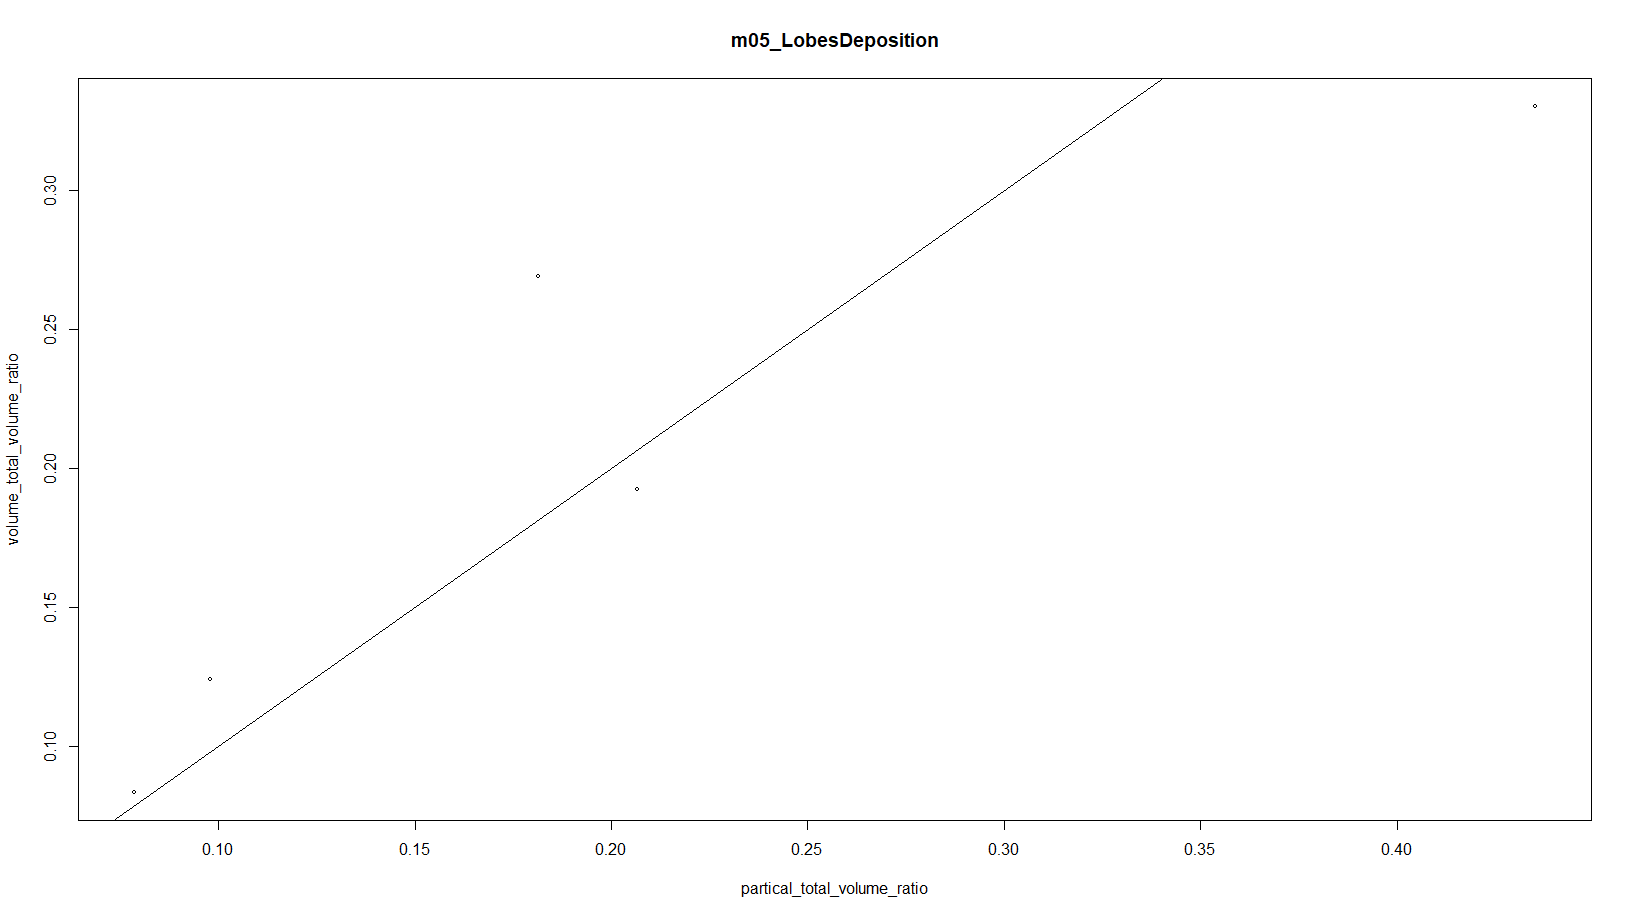 m05_LobesDeposition
volume_total_volume_ratio
0.30
0.25
0.20
0.15
0.10
0.10 0.15 0.20 0.25 0.30 0.35 0.40
partical_total_volume_ratio